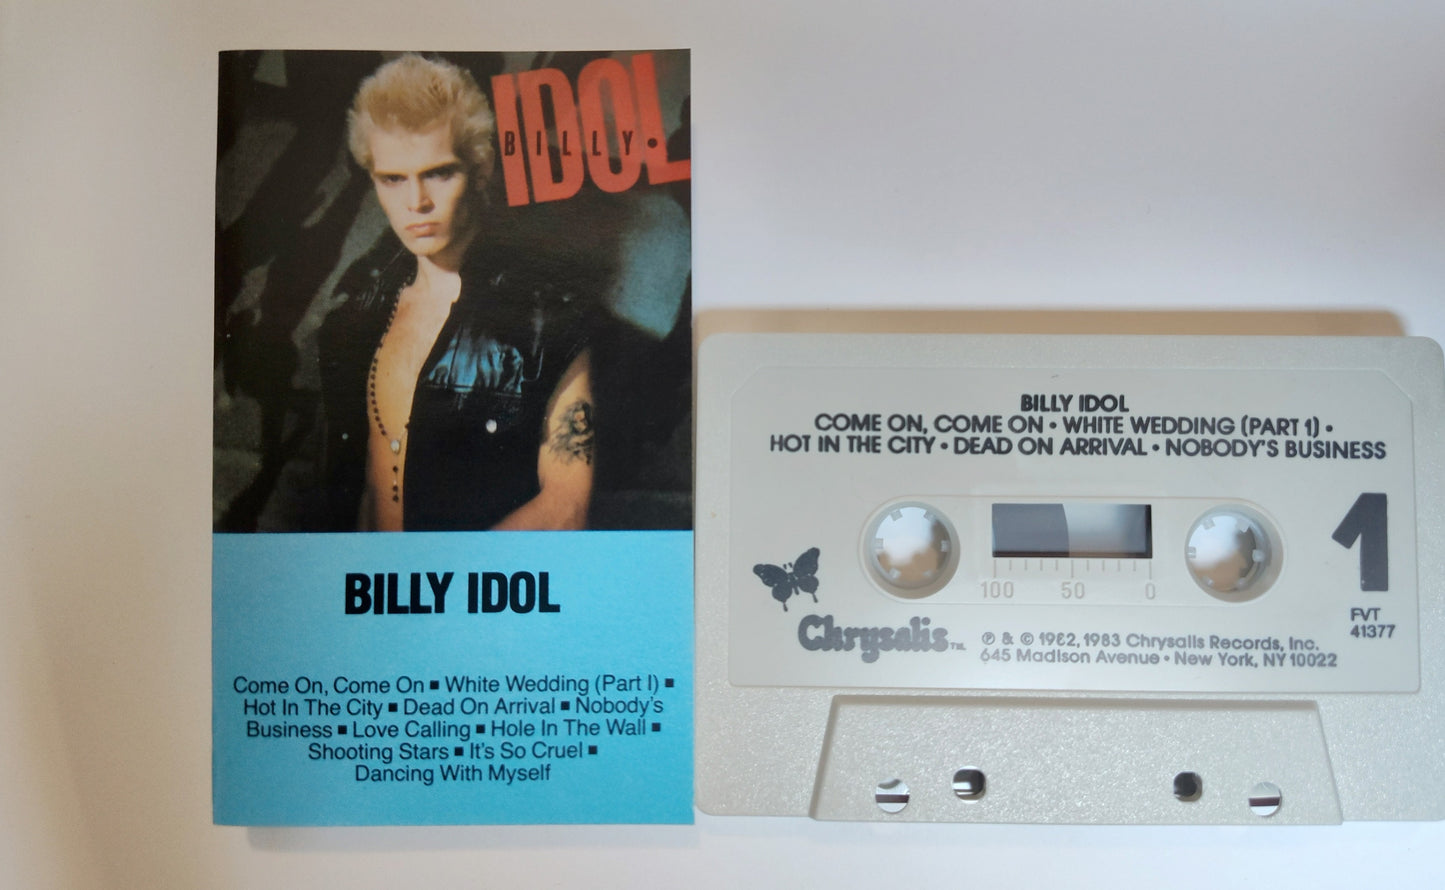 IDOL
BILLY•
BILLY IDOL
Come On, Come On ■ White Wedding (Part I) ■
Hot In The City ■ Dead On Arrival ■ Nobody's
Business ■ Love Calling ■ Hole In The Wall ■
Shooting Stars ■ It's So Cruel ■
Dancing With Myself
BILLY IDOL
COME ON, COME ON • WHITE WEDDING (PART 1) •
HOT IN THE CITY • DEAD ON ARRIVAL • NOBODY'S BUSINESS
1
100 50 0
FVT
41377
Chrysalis TM.
℗ & © 1982, 1983 Chrysalis Records, Inc.
645 Madison Avenue • New York, NY 10022